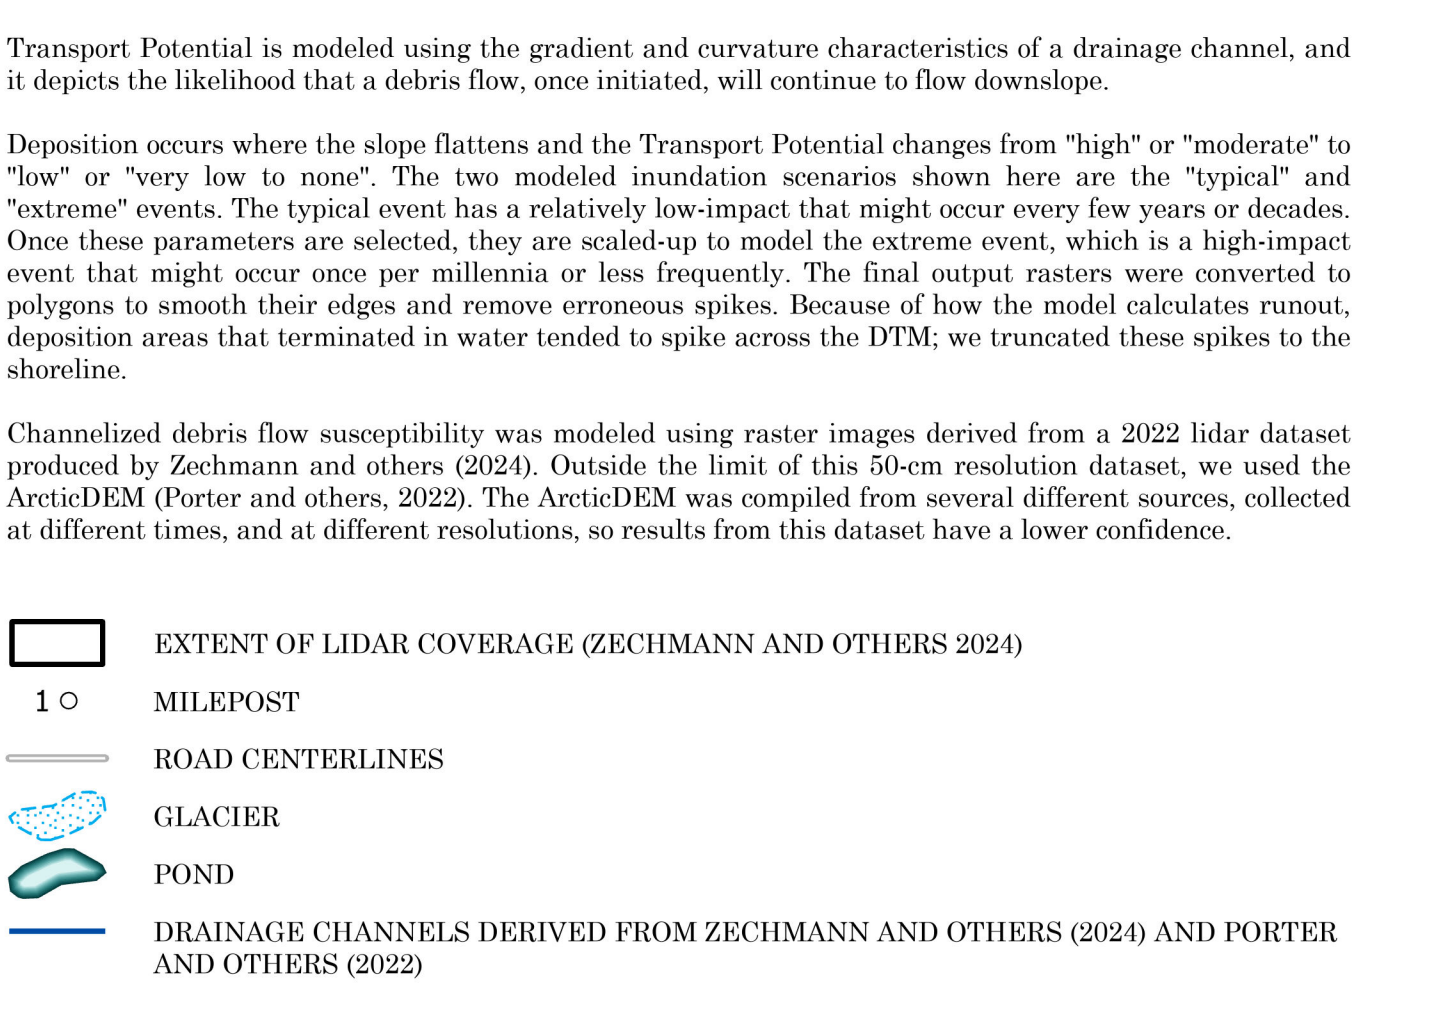 Transport Potential is modeled using the gradient and curvature characteristics of a drainage channel, and
it depicts the likelihood that a debris flow, once initiated, will continue to flow downslope.
Deposition occurs where the slope flattens and the Transport Potential changes from "high" or "moderate" to
"low" or "very low to none". The two modeled inundation scenarios shown here are the "typical" and
"extreme" events. The typical event has a relatively low-impact that might occur every few years or decades.
Once these parameters are selected, they are scaled-up to model the extreme event, which is a high-impact
event that might occur once per millennia or less frequently. The final output rasters were converted to
polygons to smooth their edges and remove erroneous spikes. Because of how the model calculates runout,
deposition areas that terminated in water tended to spike across the DTM; we truncated these spikes to the
shoreline.
Channelized debris flow susceptibility was modeled using raster images derived from a 2022 lidar dataset
produced by Zechmann and others (2024). Outside the limit of this 50-cm resolution dataset, we used the
ArcticDEM (Porter and others, 2022). The ArcticDEM was compiled from several different sources, collected
at different times, and at different resolutions, so results from this dataset have a lower confidence.
EXTENT OF LIDAR COVERAGE (ZECHMANN AND OTHERS 2024)
1 MILEPOST
ROAD CENTERLINES
GLACIER
POND
DRAINAGE CHANNELS DERIVED FROM ZECHMANN AND OTHERS (2024) AND PORTER
AND OTHERS (2022)